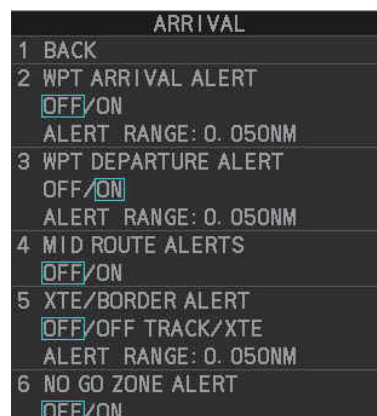 ARRIVAL
1 BACK
2 WPT ARRIVAL ALERT
OFF/ON
ALERT RANGE: 0. 050NM
3 WPT DEPARTURE ALERT
OFF/ON
ALERT RANGE: 0. 050NM
4 MID ROUTE ALERTS
OFF/ON
5 XTE/BORDER ALERT
OFF/OFF TRACK/XTE
ALERT RANGE: 0. 050NM
6 NO GO ZONE ALERT
OFF/ON